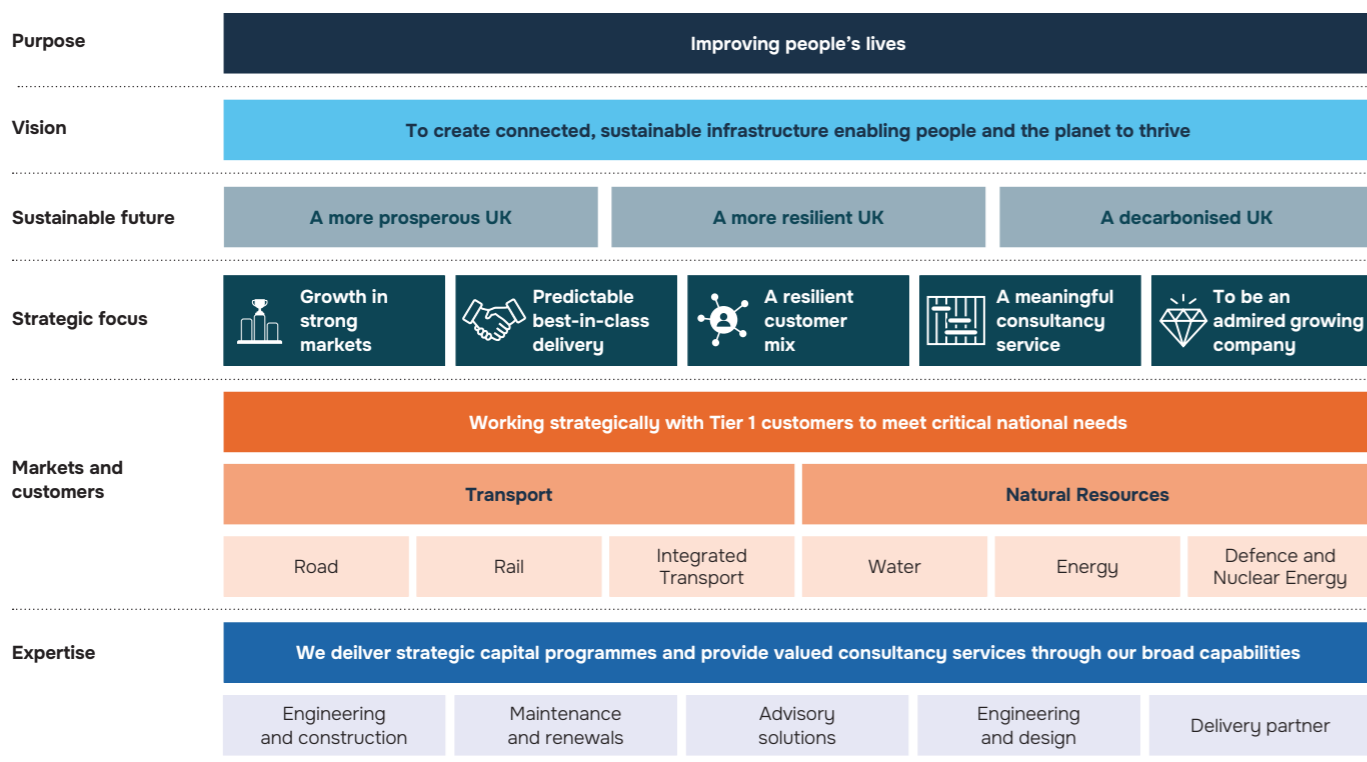 Purpose
Improving people's lives
Vision
To create connected, sustainable infrastructure enabling people and the planet to thrive
Sustainable future
A more prosperous UK
A more resilient UK
A decarbonised UK
Strategic focus
Growth in
strong
markets
Predictable
best-in-class
delivery
A resilient
customer
mix
A meaningful
consultancy
service
To be an
admired growing
company
Markets and
customers
Working strategically with Tier 1 customers to meet critical national needs
Transport
Natural Resources
Road
Rail
Integrated
Transport
Water
Energy
Defence and
Nuclear Energy
Expertise
We deilver strategic capital programmes and provide valued consultancy services through our broad capabilities
Engineering
and construction
Maintenance
and renewals
Advisory
solutions
Engineering
and design
Delivery partner